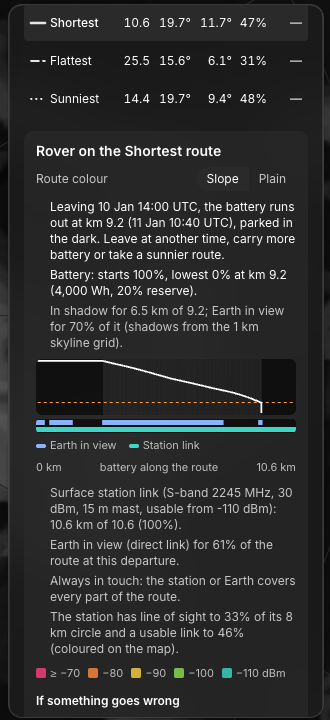 Shortest 10.6 19.7° 11.7° 47% —
Flattest 25.5 15.6° 6.1° 31% —
Sunniest 14.4 19.7° 9.4° 48% —
Rover on the Shortest route
Route colour Slope Plain
Leaving 10 Jan 14:00 UTC, the battery runs
out at km 9.2 (11 Jan 10:40 UTC), parked in
the dark. Leave at another time, carry more
battery or take a sunnier route.
Battery: starts 100%, lowest 0% at km 9.2
(4,000 Wh, 20% reserve).
In shadow for 6.5 km of 9.2; Earth in view
for 70% of it (shadows from the 1 km
skyline grid).
Earth in view Station link
0 km battery along the route 10.6 km
Surface station link (S-band 2245 MHz, 30
dBm, 15 m mast, usable from -110 dBm):
10.6 km of 10.6 (100%).
Earth in view (direct link) for 61% of the
route at this departure.
Always in touch: the station or Earth covers
every part of the route.
The station has line of sight to 33% of its 8
km circle and a usable link to 46%
(coloured on the map).
≥ −70 −80 −90 −100 −110 dBm
If something goes wrong